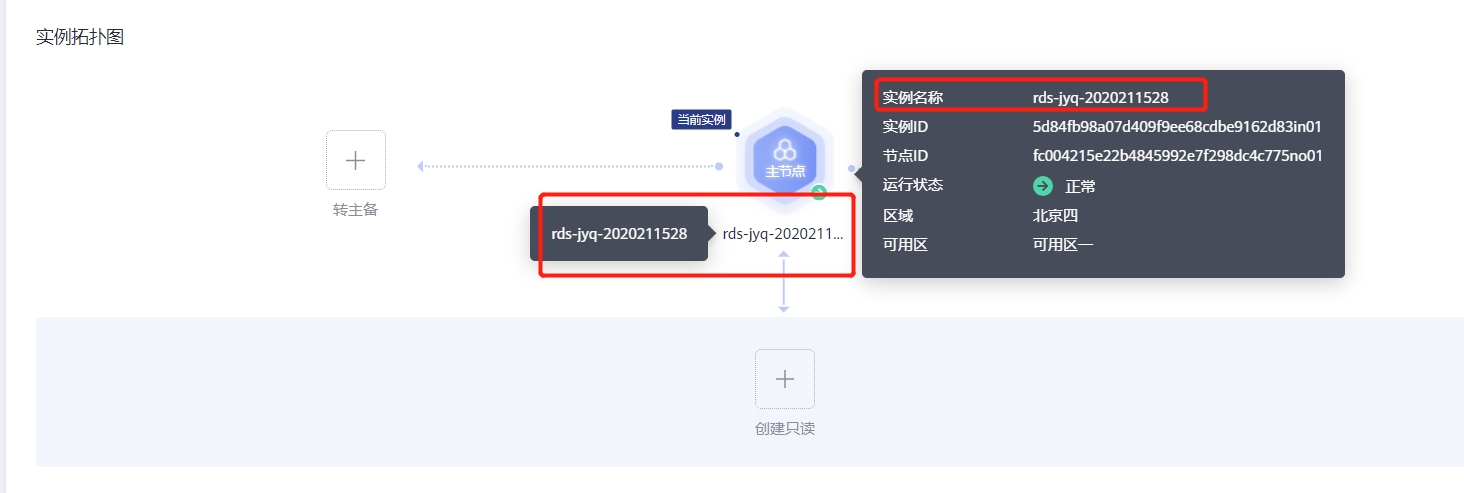 实例拓扑图
当前实例
主节点
转主备
rds-jyq-2020211528
rds-jyq-2020211...
实例名称 rds-jyq-2020211528
实例ID 5d84fb98a07d409f9ee68cdbe9162d83in01
节点ID fc004215e22b4845992e7f298dc4c775no01
运行状态 正常
区域 北京四
可用区 可用区一
创建只读